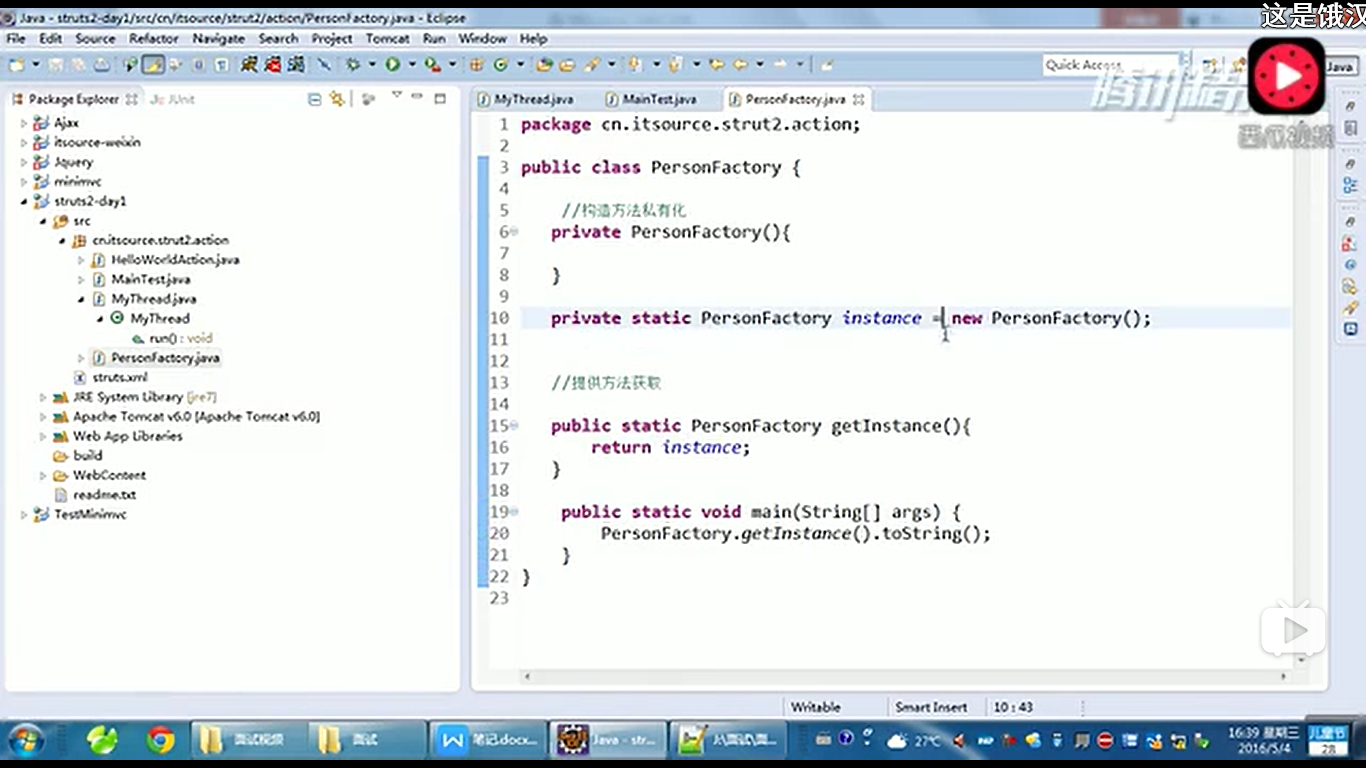 Java - struts2-day1/src/cn/itsource/strut2/action/PersonFactory.java - Eclipse
这是饿汉
File Edit Source Refactor Navigate Search Project Tomcat Run Window Help
Quick Access
Java
西瓜视频
Package Explorer
JUnit
MyThread.java
MainTest.java
PersonFactory.java
Ajax
itsource-weixin
Jquery
minimvc
struts2-day1
src
cn.itsource.strut2.action
HelloWorldAction.java
MainTest.java
MyThread.java
MyThread
run() : void
PersonFactory.java
struts.xml
JRE System Library [jre7]
Apache Tomcat v6.0 [Apache Tomcat v6.0]
Web App Libraries
build
WebContent
readme.txt
TestMinimvc
1 package cn.itsource.strut2.action;
2
3 public class PersonFactory {
4
5 //构造方法私有化
6 private PersonFactory(){
7
8 }
9
10 private static PersonFactory instance = new PersonFactory();
11
12
13 //提供方法获取
14
15 public static PersonFactory getInstance(){
16 return instance;
17 }
18
19 public static void main(String[] args) {
20 PersonFactory.getInstance().toString();
21 }
22 }
23
Writable
Smart Insert
10 : 43
面试视频
面试
笔记.docx...
Java - str...
27℃
16:39 星期三
2016/5/4
儿童节
28